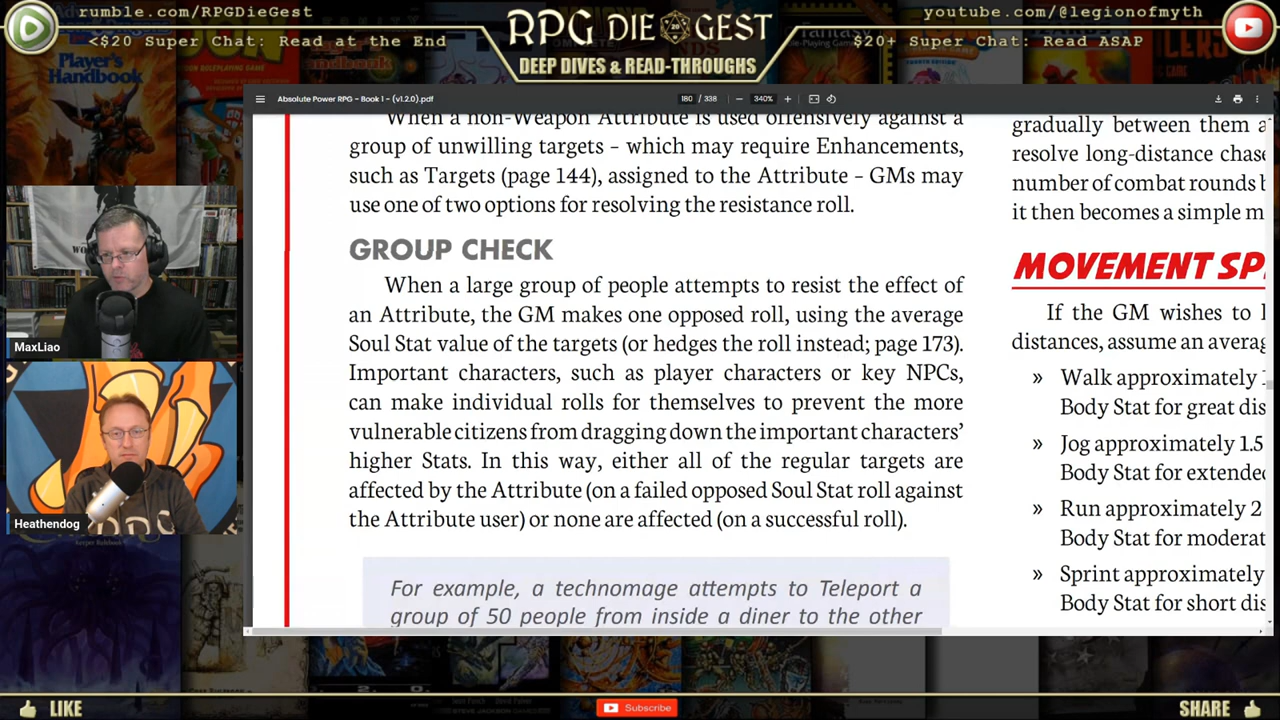 rumble.com/RPGDieGest
<$20 Super Chat: Read at the End
RPG DIE GEST
DEEP DIVES & READ-THROUGHS
youtube.com/@legionofmyth
$20+ Super Chat: Read ASAP
Player's
Handbook
Absolute Power RPG – Book 1 – (v1.2.0).pdf
180 / 338
340%
When a non-Weapon Attribute is used offensively against a
group of unwilling targets – which may require Enhancements,
such as Targets (page 144), assigned to the Attribute – GMs may
use one of two options for resolving the resistance roll.
GROUP CHECK
When a large group of people attempts to resist the effect of
an Attribute, the GM makes one opposed roll, using the average
Soul Stat value of the targets (or hedges the roll instead; page 173).
Important characters, such as player characters or key NPCs,
can make individual rolls for themselves to prevent the more
vulnerable citizens from dragging down the important characters'
higher Stats. In this way, either all of the regular targets are
affected by the Attribute (on a failed opposed Soul Stat roll against
the Attribute user) or none are affected (on a successful roll).
For example, a technomage attempts to Teleport a
group of 50 people from inside a diner to the other
gradually between them a
resolve long-distance chase
number of combat rounds b
it then becomes a simple m
MOVEMENT SP
If the GM wishes to
distances, assume an averag
» Walk approximately
Body Stat for great dis
» Jog approximately 1.5
Body Stat for extended
» Run approximately 2
Body Stat for moderat
» Sprint approximately
Body Stat for short dis
MaxLiao
Heathendog
LIKE
Subscribe
SHARE